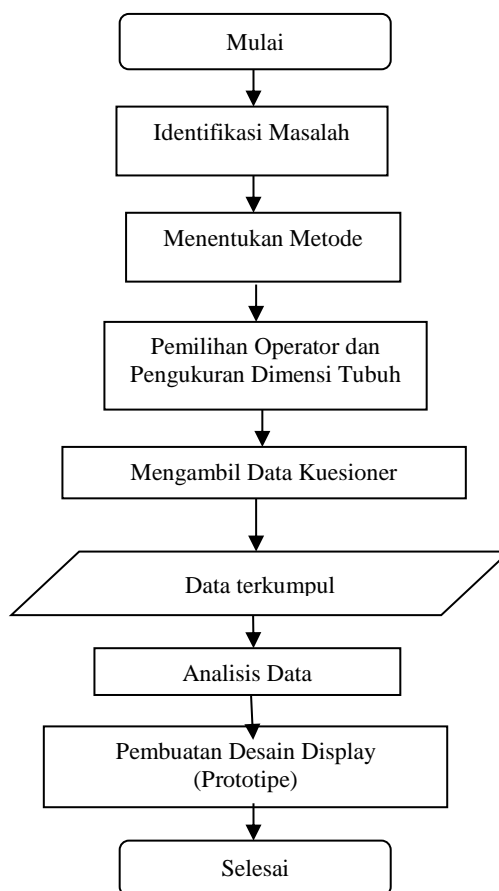 Mulai
Identifikasi Masalah
Menentukan Metode
Pemilihan Operator dan
Pengukuran Dimensi Tubuh
Mengambil Data Kuesioner
Data terkumpul
Analisis Data
Pembuatan Desain Display
(Prototipe)
Selesai